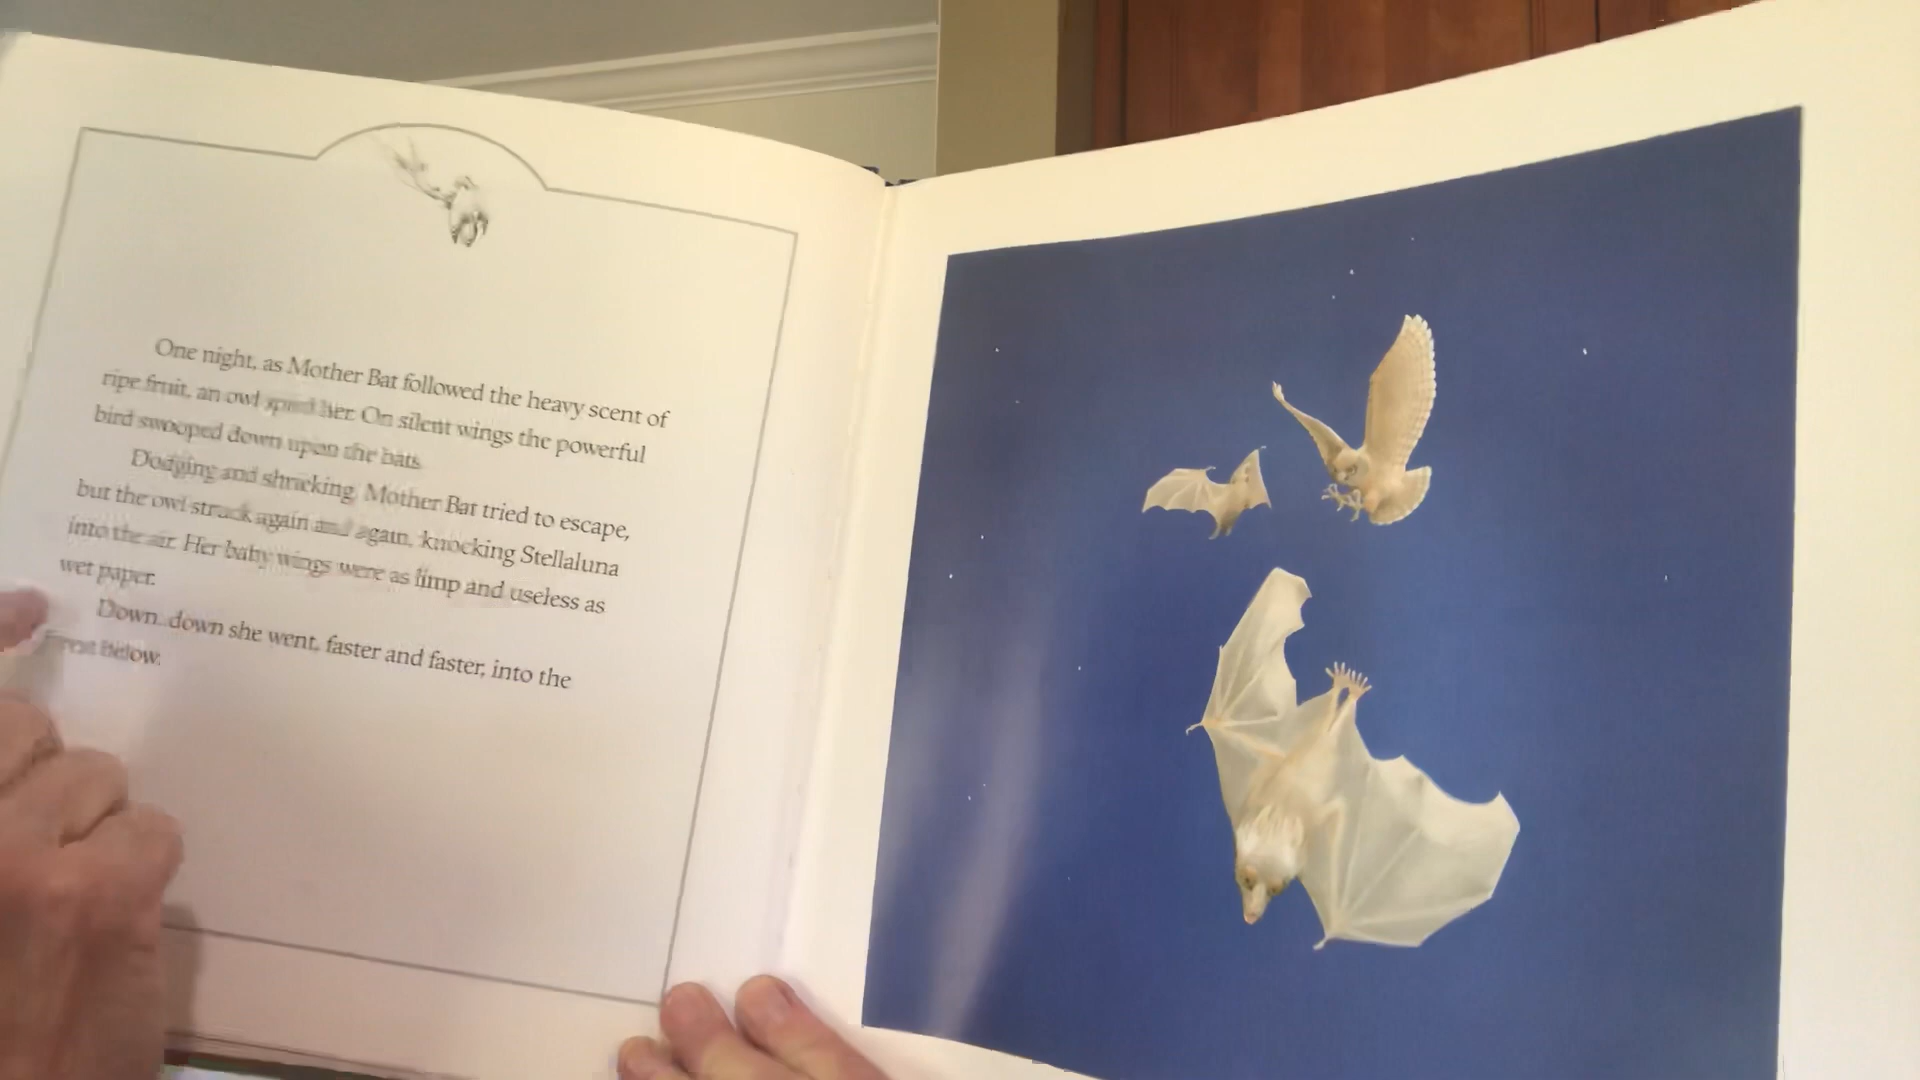 One night, as Mother Bat followed the heavy scent of
ripe fruit, an owl spied her. On silent wings the powerful
bird swooped down upon the bats.
Dodging and shrieking, Mother Bat tried to escape,
but the owl struck again and again, knocking Stellaluna
into the air. Her baby wings were as limp and useless as
wet paper.
Down, down she went, faster and faster, into the
below.